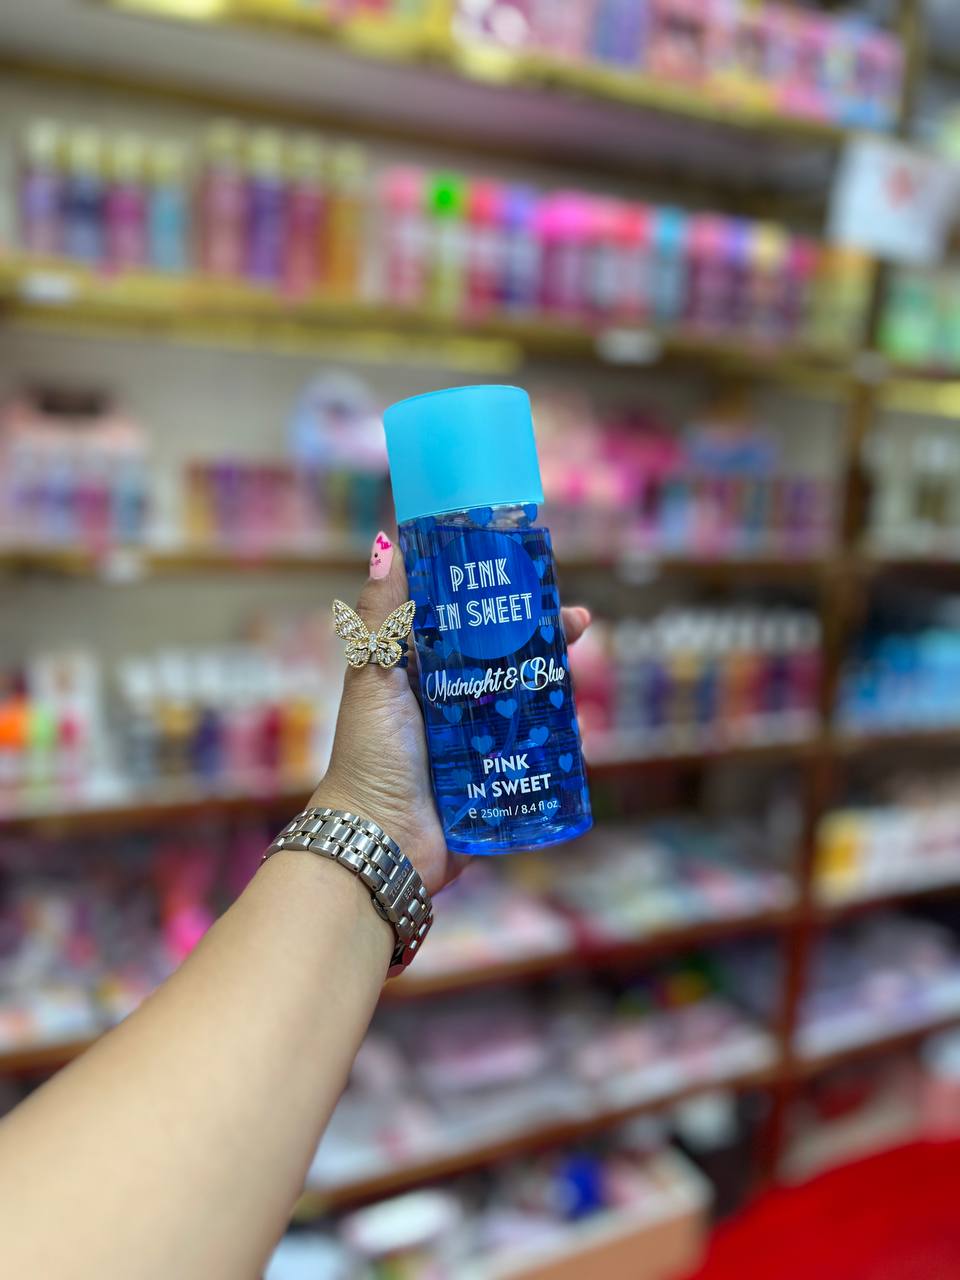 PINK
IN SWEET
Midnight & Blue
PINK
IN SWEET
e 250ml / 8.4 fl oz.